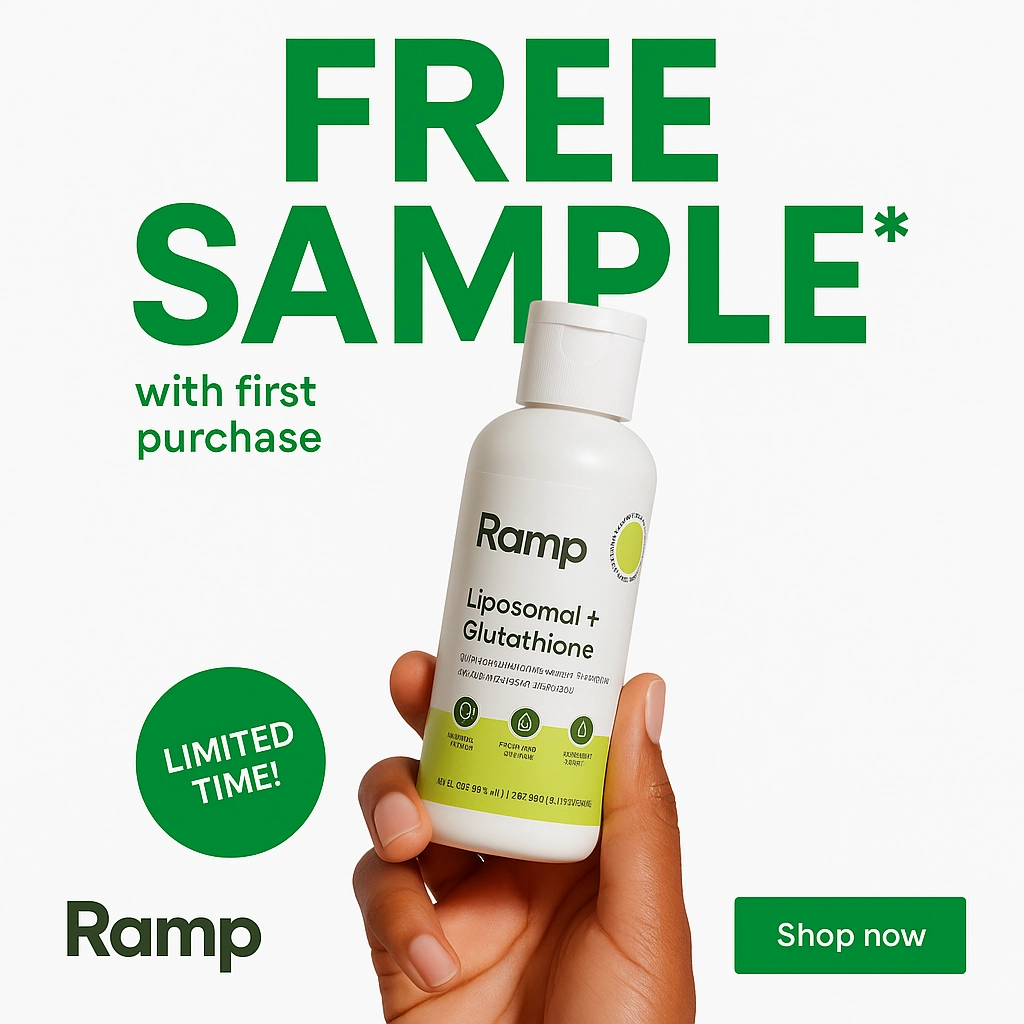 FREE
SAMPLE*
with first
purchase
Ramp
Liposomal +
Glutathione
LIMITED
TIME!
Ramp
Shop now